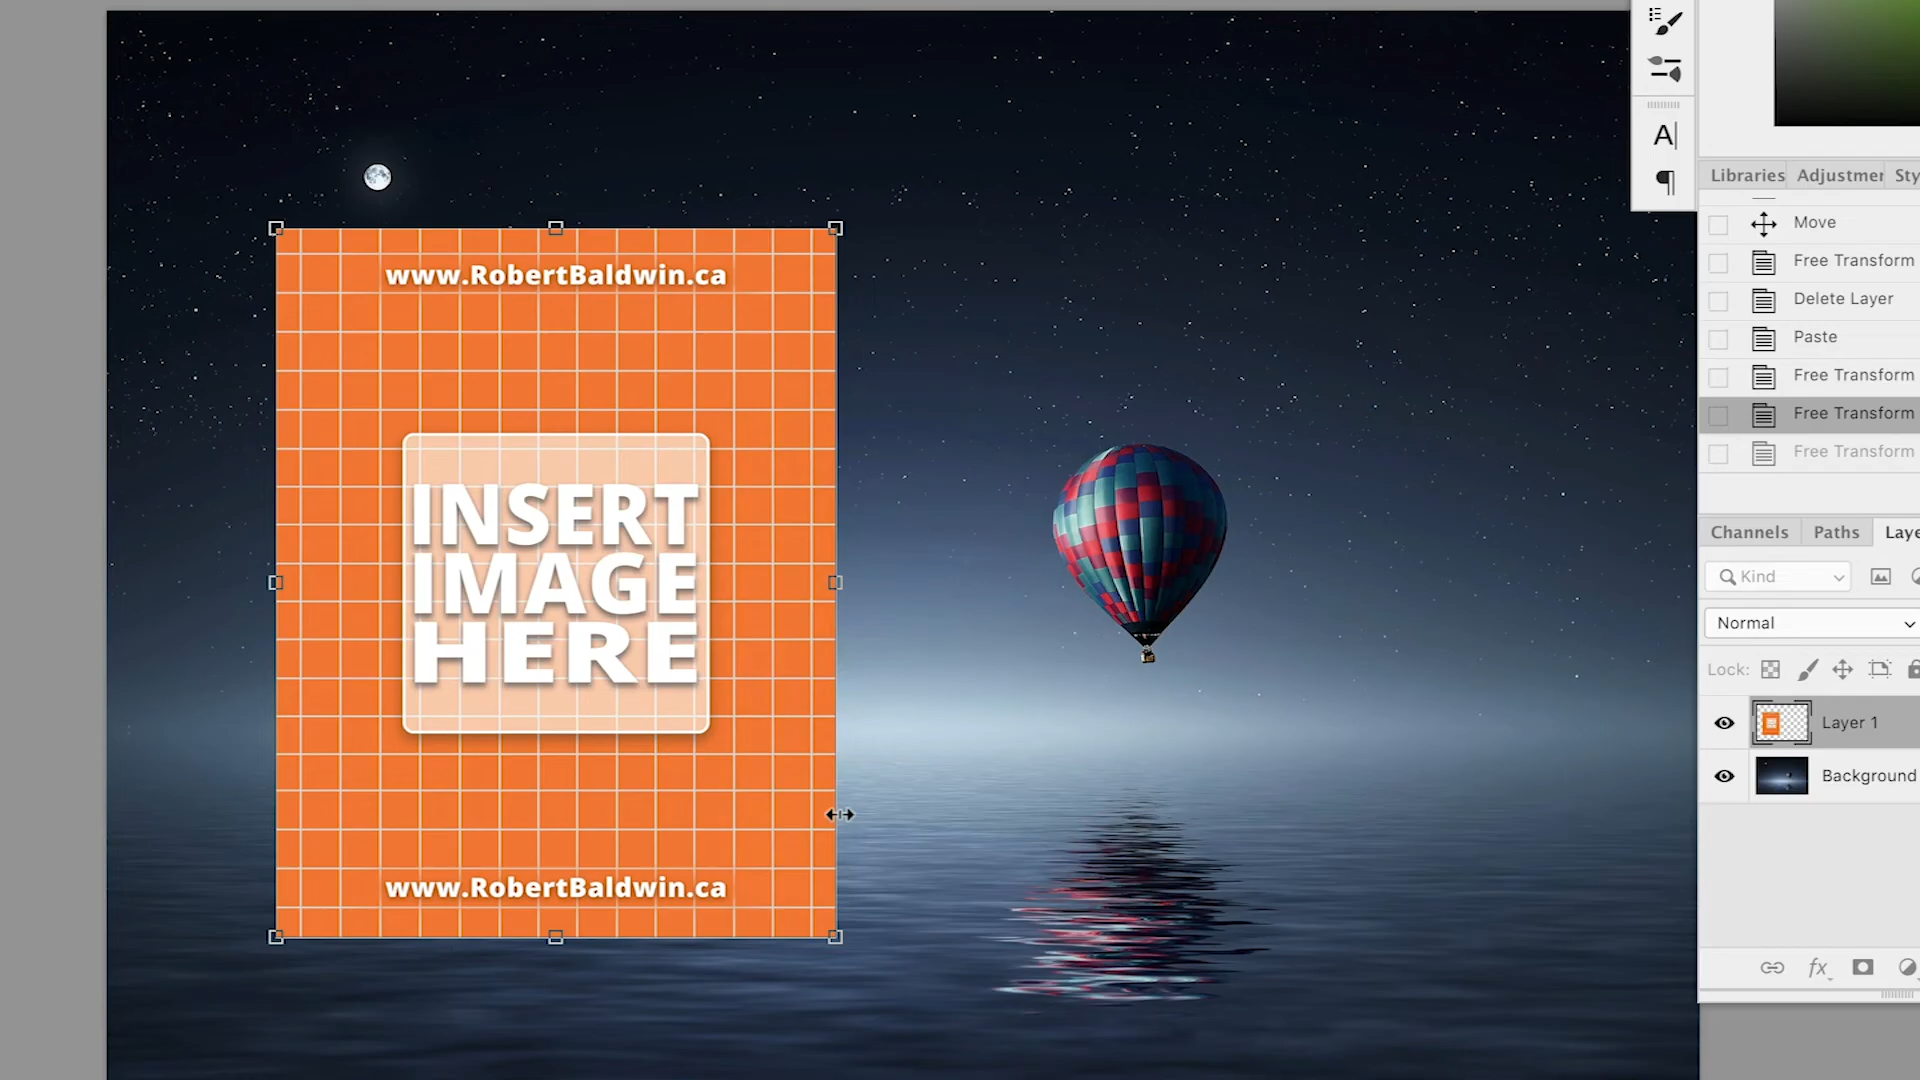 www.RobertBaldwin.ca
INSERT
IMAGE
HERE
www.RobertBaldwin.ca
A
Libraries
Adjustmer
Sty
Move
Free Transform
Delete Layer
Paste
Free Transform
Free Transform
Free Transform
Channels
Paths
Laye
Kind
Normal
Lock:
Layer 1
Background
fx